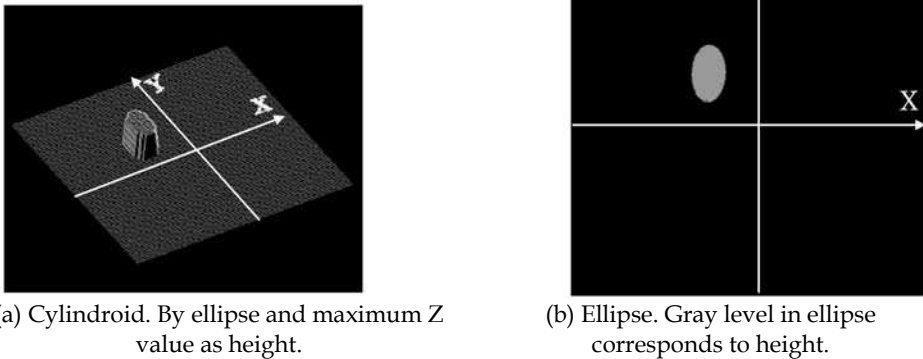 Y
X
X
(a) Cylindroid. By ellipse and maximum Z
value as height.
(b) Ellipse. Gray level in ellipse
corresponds to height.